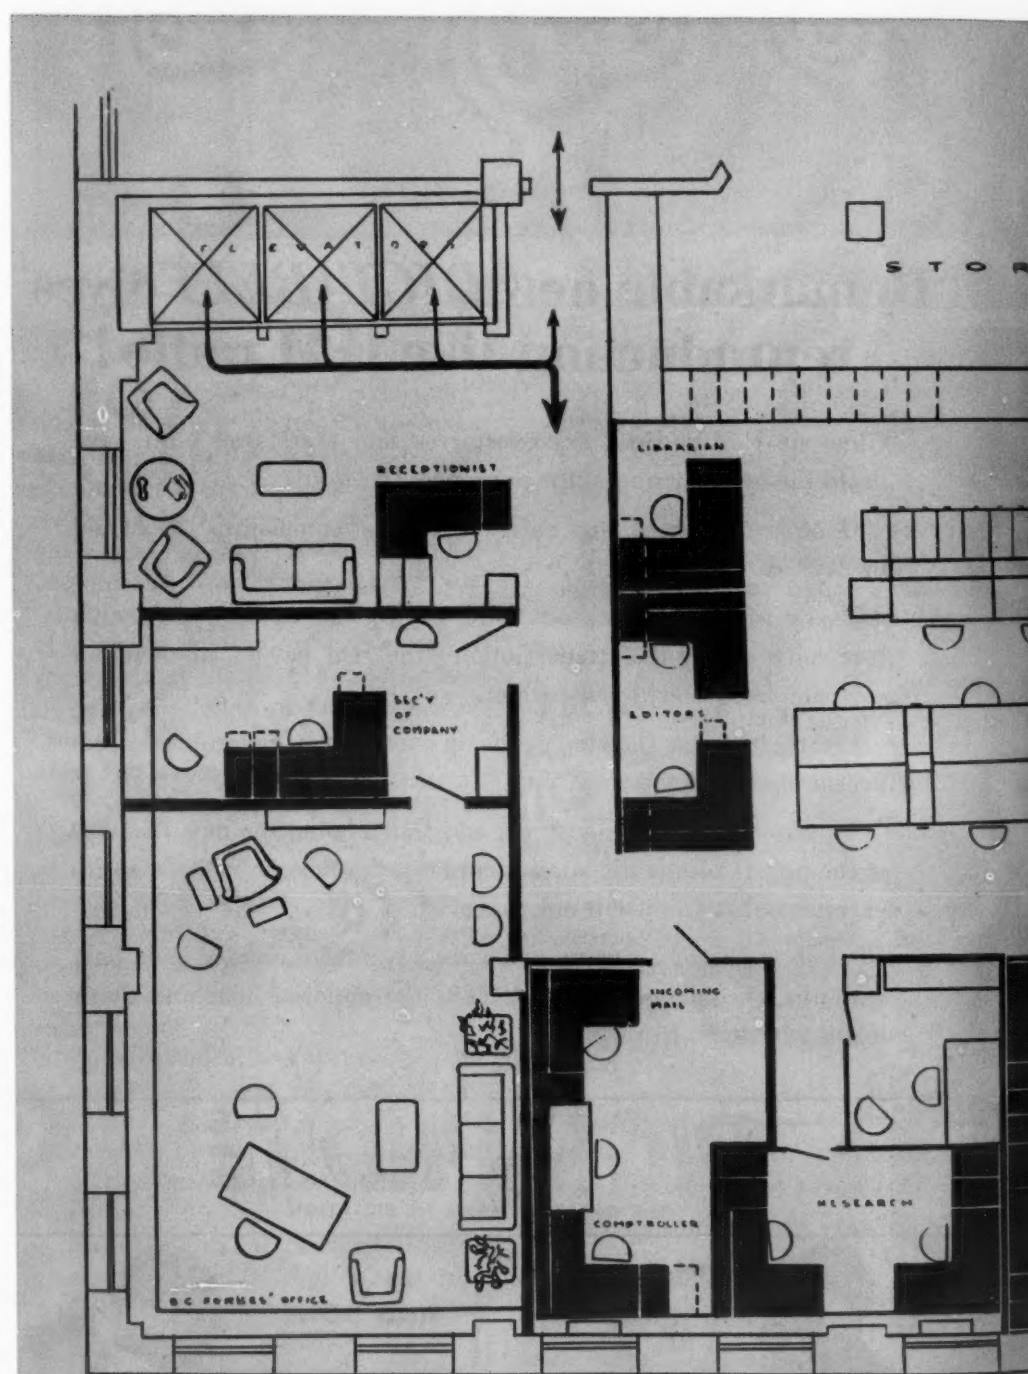 ELEVATORS
STOR
LIBRARIAN
RECEPTIONIST
SEC'Y
OF
COMPANY
EDITORS
INCOMING
MAIL
RESEARCH
COMPTROLLER
B C FORBES' OFFICE